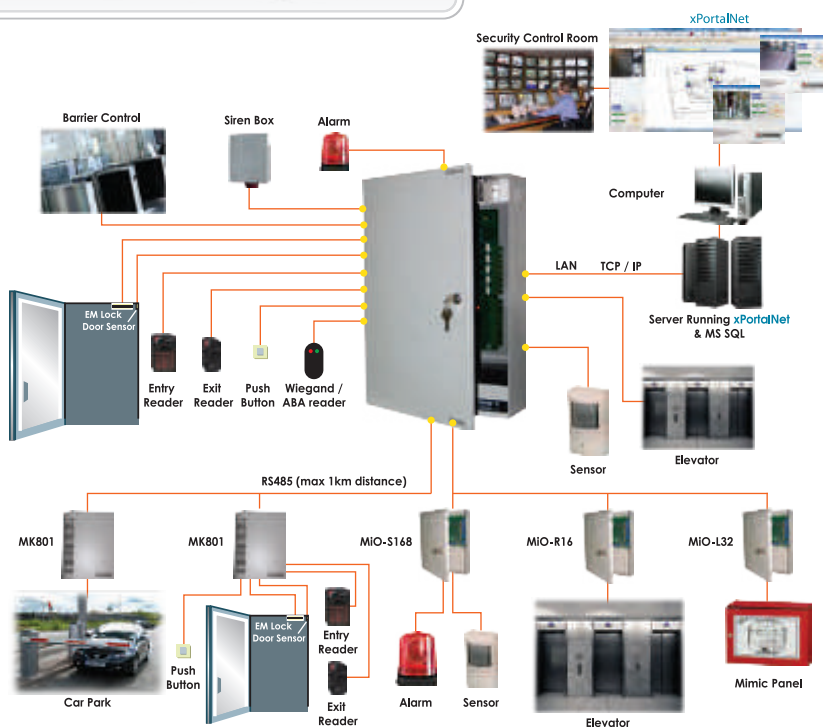 xPortalNet
Security Control Room
Barrier Control
Siren Box
Alarm
Computer
LAN TCP / IP
EM Lock
Door Sensor
Server Running xPortalNet
& MS SQL
Entry
Reader
Exit
Reader
Push
Button
Wiegand /
ABA reader
Sensor
Elevator
RS485 (max 1km distance)
MK801
MK801
MiO-S168
MiO-R16
MiO-L32
EM Lock
Door Sensor
Entry
Reader
Push
Button
Exit
Reader
Car Park
Alarm
Sensor
Elevator
Mimic Panel